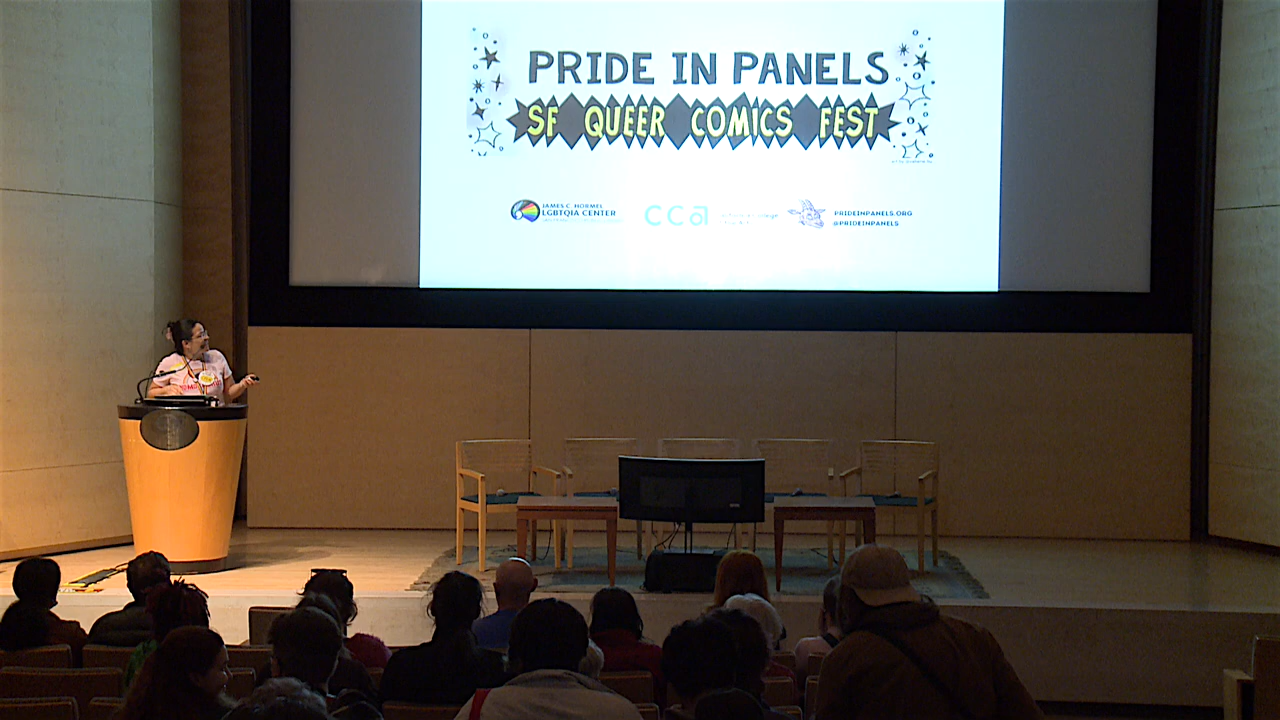 PRIDE IN PANELS
SF QUEER COMICS FEST
JAMES C. HORMEL
LGBTQIA CENTER
CCA
PRIDEINPANELS.ORG
@PRIDEINPANELS